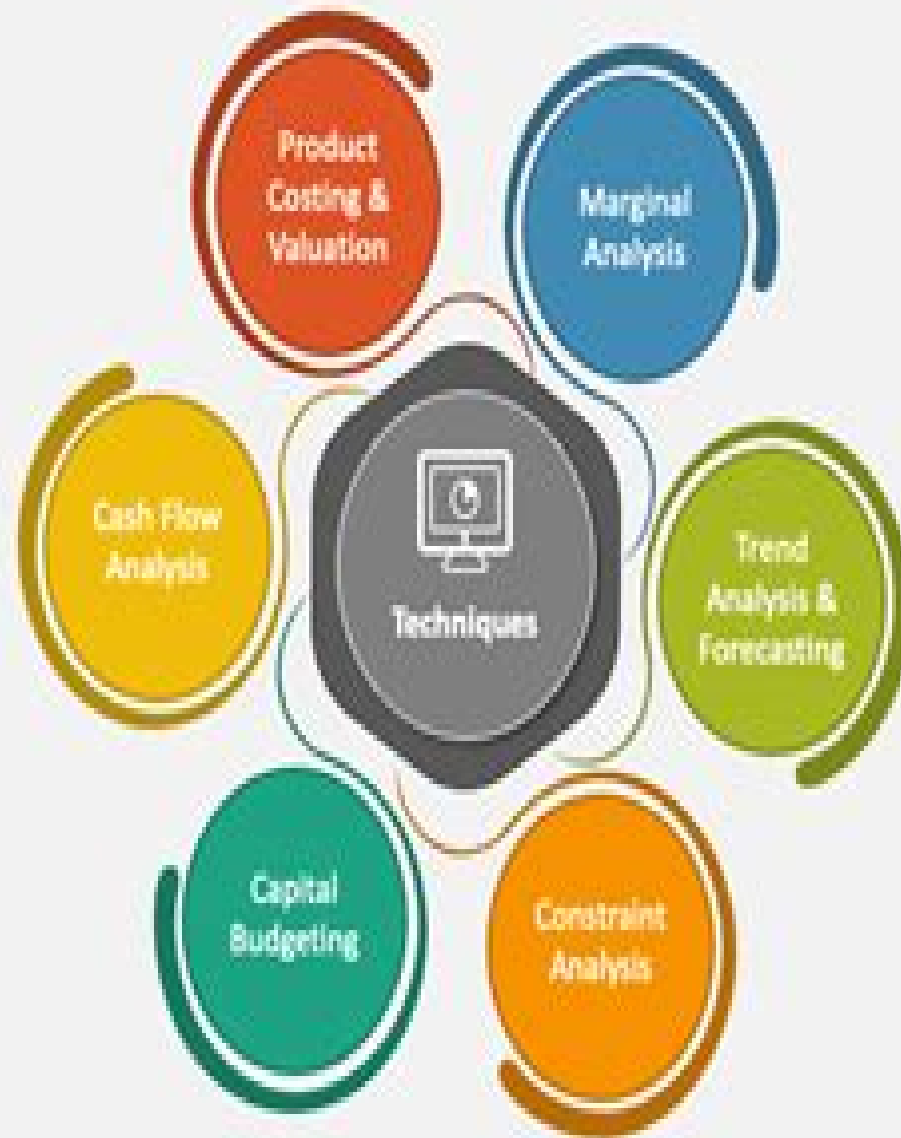 Product
Costing &
Valuation
Marginal
Analysis
Cash Flow
Analysis
Techniques
Trend
Analysis &
Forecasting
Capital
Budgeting
Constraint
Analysis